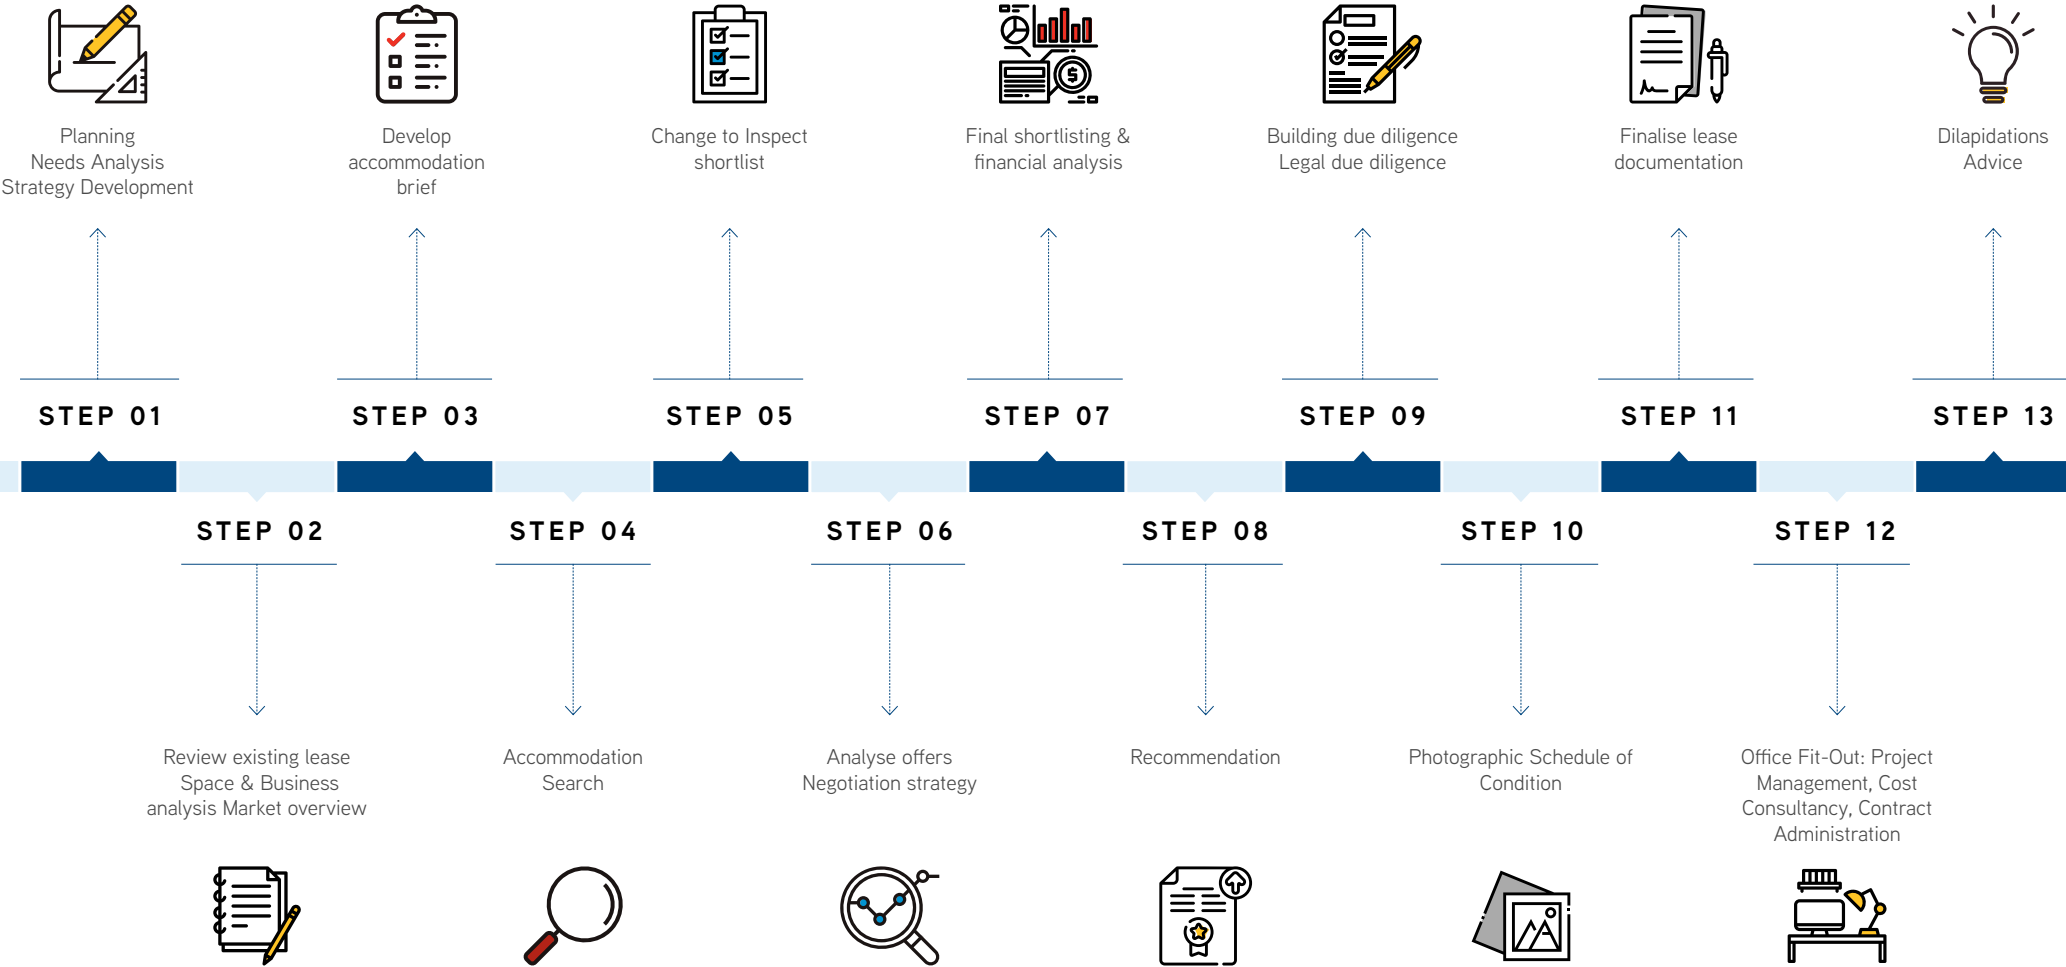 Planning
Needs Analysis
Strategy Development
Develop
accommodation
brief
Change to Inspect
shortlist
Final shortlisting &
financial analysis
Building due diligence
Legal due diligence
Finalise lease
documentation
Dilapidations
Advice
STEP 01
STEP 03
STEP 05
STEP 07
STEP 09
STEP 11
STEP 13
STEP 02
STEP 04
STEP 06
STEP 08
STEP 10
STEP 12
Review existing lease
Space & Business
analysis Market overview
Accommodation
Search
Analyse offers
Negotiation strategy
Recommendation
Photographic Schedule of
Condition
Office Fit-Out: Project
Management, Cost
Consultancy, Contract
Administration